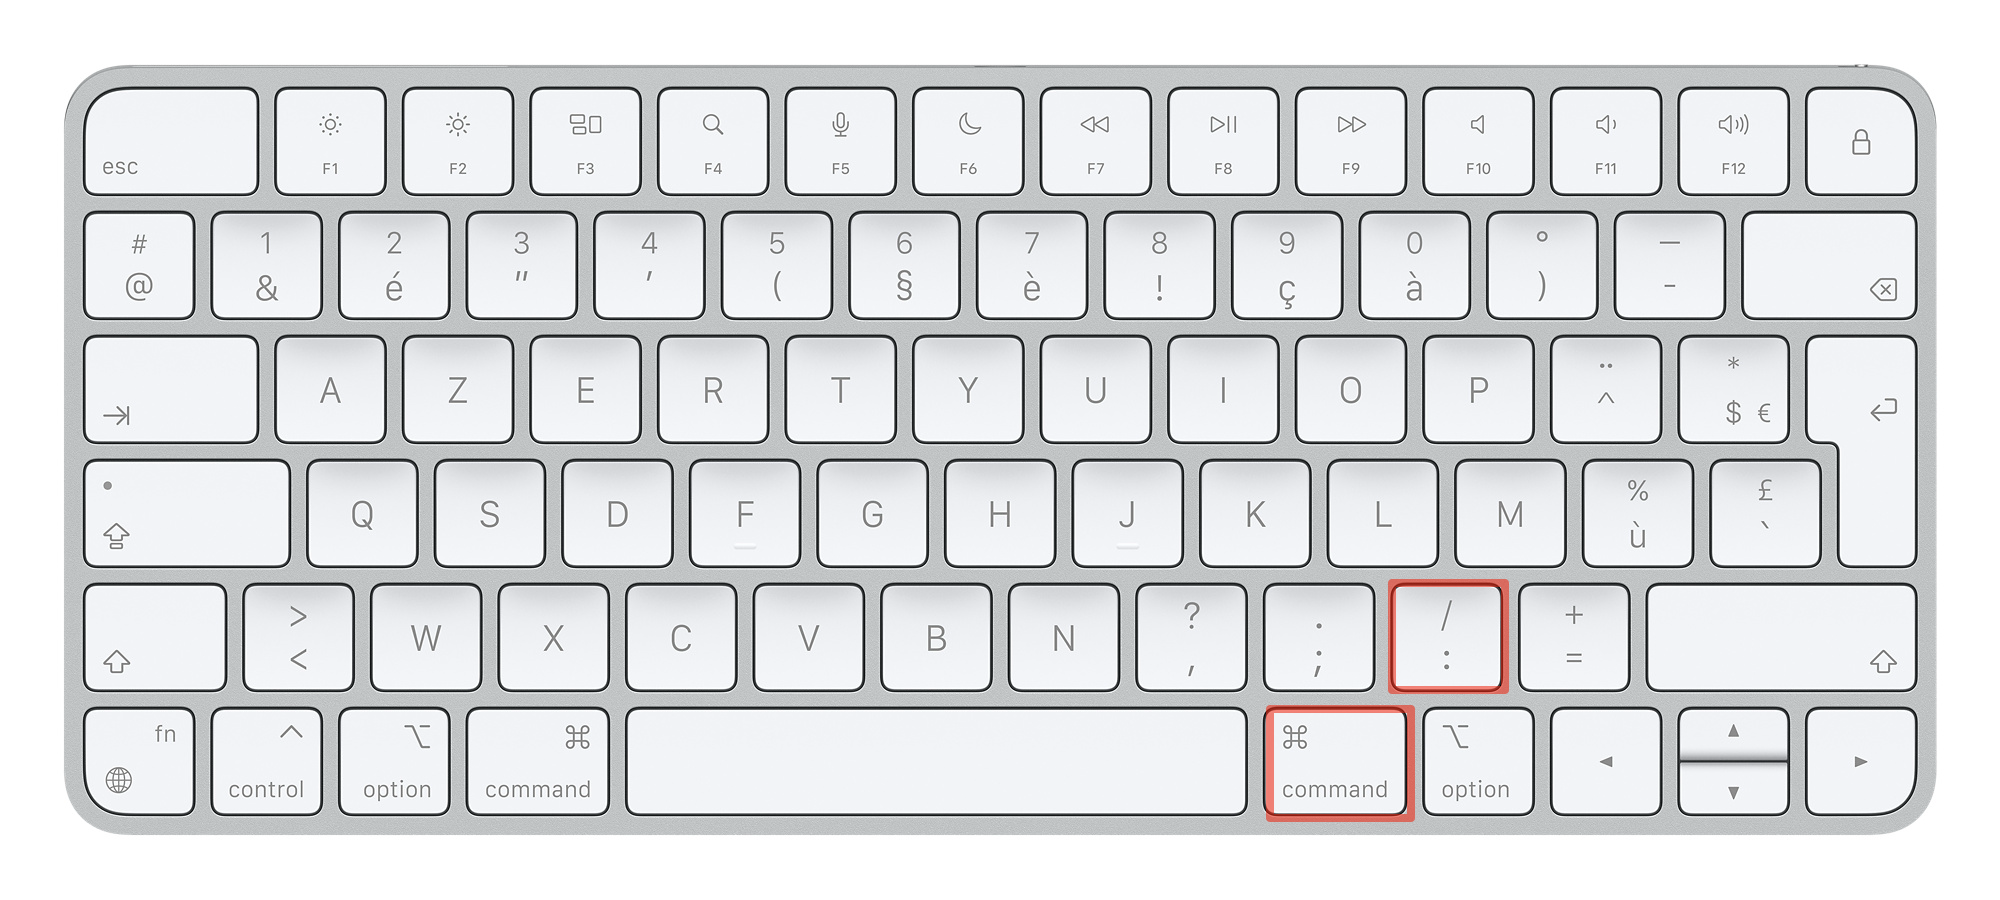 esc F1 F2 F3 F4 F5 F6 F7 F8 F9 F10 F11 F12
# 1 2 3 4 5 6 7 8 9 0 ° —
@ & é " ' ( § è ! ç à ) -
A Z E R T Y U I O P ¨ ^ * $ €
Q S D F G H J K L M % ù £ `
> < W X C V B N ? , . ; / : + =
fn ⌃ ⌥ ⌘ ⌘ ⌥
control option command command option